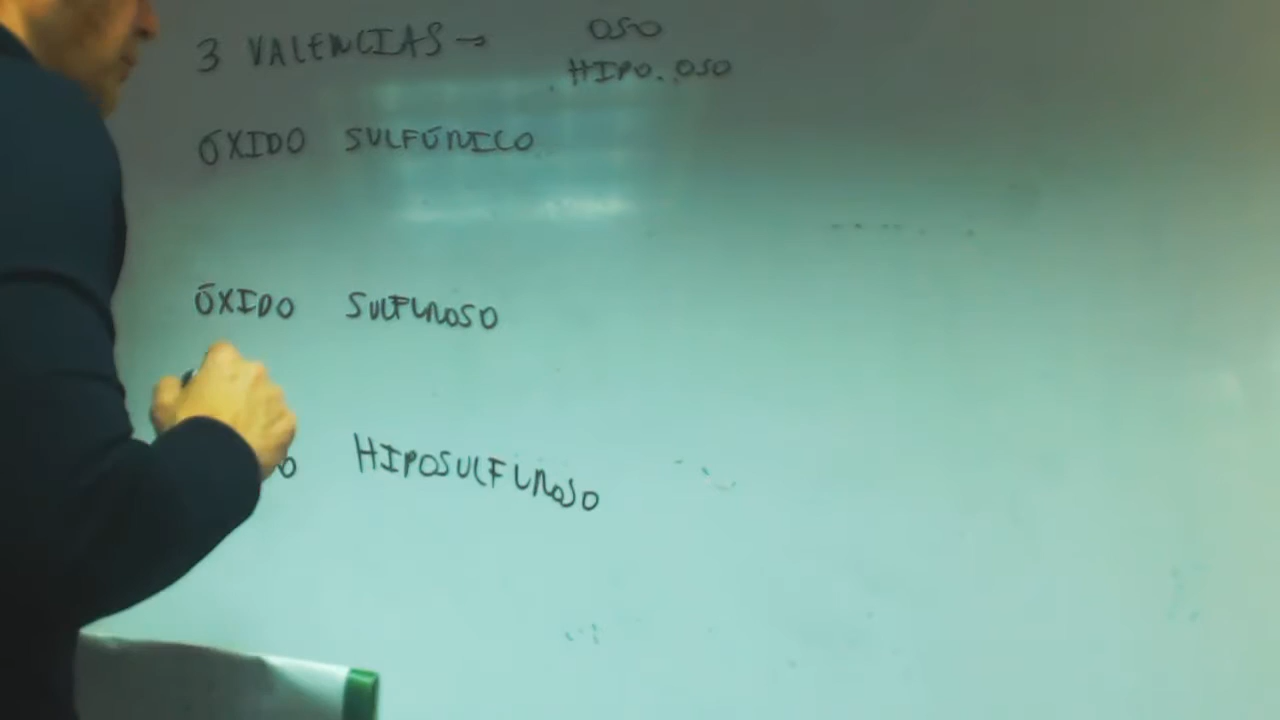 3 VALENCIAS → OSO
HIPO.OSO
ÓXIDO SULFÚRICO
ÓXIDO SULFUROSO
HIPOSULFUROSO